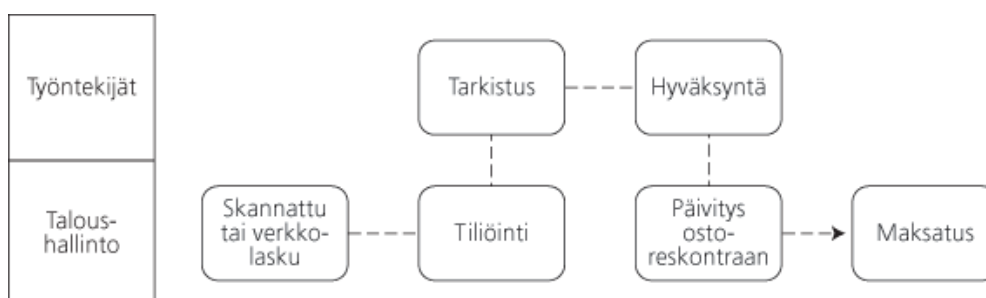 Työntekijät
Tarkistus
Hyväksyntä
Talous-
hallinto
Skannattu
tai verkko-
lasku
Tiliöinti
Päivitys
osto-
reskontraan
Maksatus